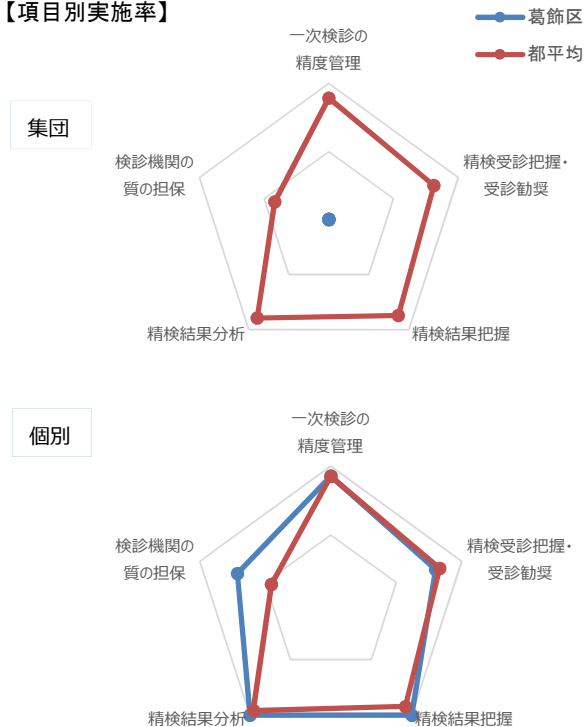 【項目別実施率】
葛飾区
都平均
集団
一次検診の
精度管理
精検受診把握・
受診勧奨
精検結果把握
精検結果分析
検診機関の
質の担保
個別
一次検診の
精度管理
精検受診把握・
受診勧奨
精検結果把握
精検結果分析
検診機関の
質の担保